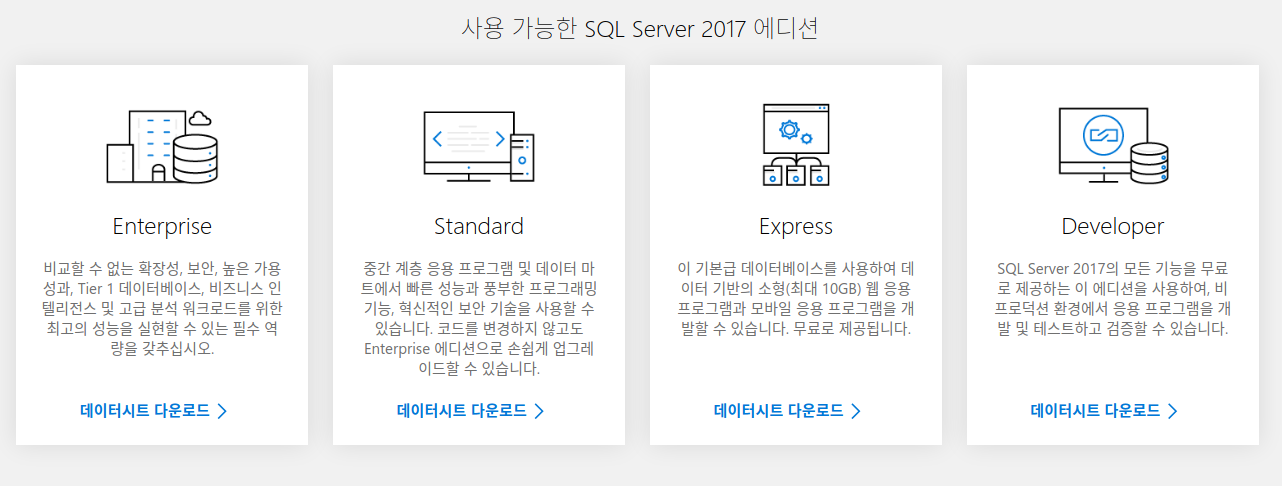 사용 가능한 SQL Server 2017 에디션
Enterprise
비교할 수 없는 확장성, 보안, 높은 가용
성과, Tier 1 데이터베이스, 비즈니스 인
텔리전스 및 고급 분석 워크로드를 위한
최고의 성능을 실현할 수 있는 필수 역
량을 갖추십시오.
데이터시트 다운로드
Standard
중간 계층 응용 프로그램 및 데이터 마
트에서 빠른 성능과 풍부한 프로그래밍
기능, 혁신적인 보안 기술을 사용할 수
있습니다. 코드를 변경하지 않고도
Enterprise 에디션으로 손쉽게 업그레
이드할 수 있습니다.
데이터시트 다운로드
Express
이 기본급 데이터베이스를 사용하여 데
이터 기반의 소형(최대 10GB) 웹 응용
프로그램과 모바일 응용 프로그램을 개
발할 수 있습니다. 무료로 제공됩니다.
데이터시트 다운로드
Developer
SQL Server 2017의 모든 기능을 무료
로 제공하는 이 에디션을 사용하여, 비
프로덕션 환경에서 응용 프로그램을 개
발 및 테스트하고 검증할 수 있습니다.
데이터시트 다운로드